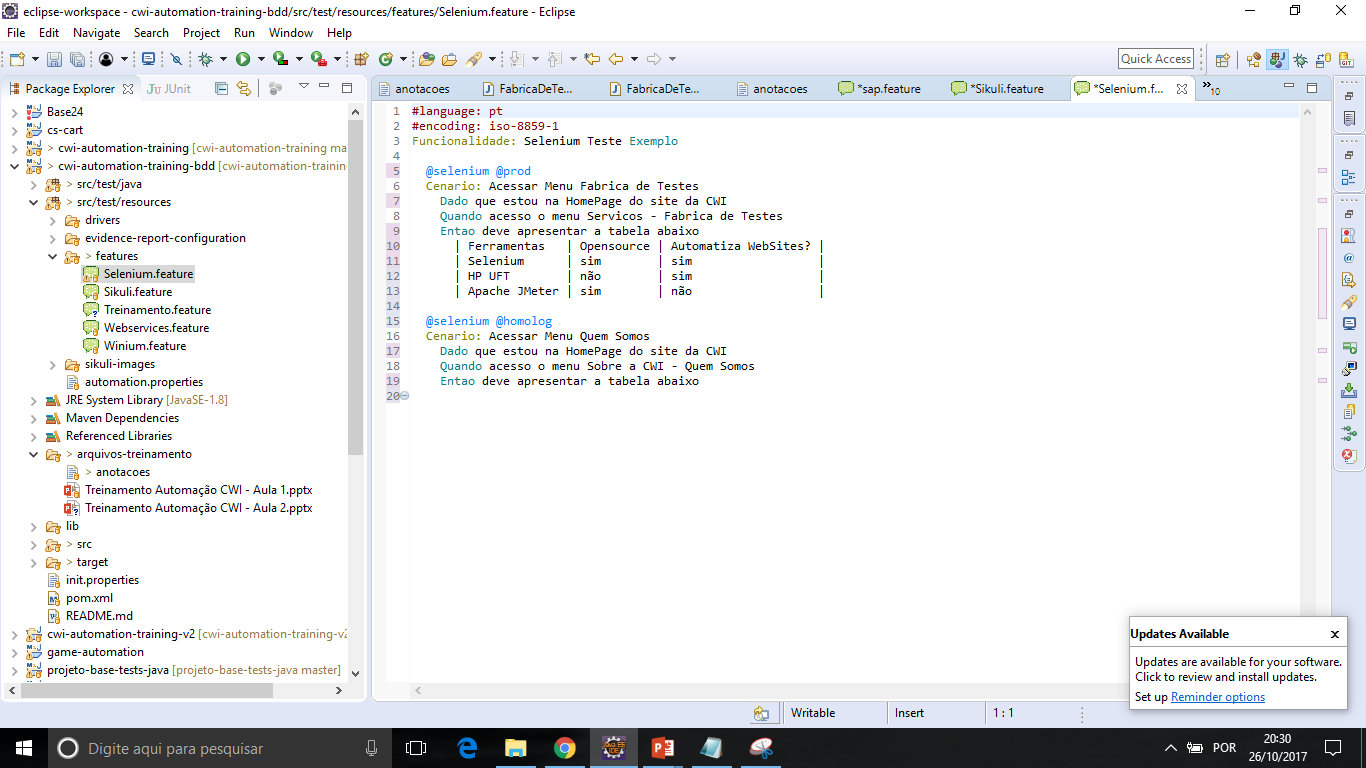 eclipse-workspace - cwi-automation-training-bdd/src/test/resources/features/Selenium.feature - Eclipse
File Edit Navigate Search Project Run Window Help
Quick Access
Package Explorer JUnit
Base24
cs-cart
> cwi-automation-training [cwi-automation-training ma
> cwi-automation-training-bdd [cwi-automation-trainin
> src/test/java
> src/test/resources
drivers
evidence-report-configuration
> features
Selenium.feature
Sikuli.feature
Treinamento.feature
Webservices.feature
Winium.feature
sikuli-images
automation.properties
JRE System Library [JavaSE-1.8]
Maven Dependencies
Referenced Libraries
> arquivos-treinamento
> anotacoes
Treinamento Automação CWI - Aula 1.pptx
Treinamento Automação CWI - Aula 2.pptx
lib
> src
> target
init.properties
pom.xml
README.md
cwi-automation-training-v2 [cwi-automation-training-v2
game-automation
projeto-base-tests-java [projeto-base-tests-java master]
anotacoes FabricaDeTe... FabricaDeTe... anotacoes *sap.feature *Sikuli.feature *Selenium.f... »10
1 #language: pt
2 #encoding: iso-8859-1
3 Funcionalidade: Selenium Teste Exemplo
4
5 @selenium @prod
6 Cenario: Acessar Menu Fabrica de Testes
7 Dado que estou na HomePage do site da CWI
8 Quando acesso o menu Servicos - Fabrica de Testes
9 Entao deve apresentar a tabela abaixo
10 | Ferramentas | Opensource | Automatiza WebSites? |
11 | Selenium | sim | sim |
12 | HP UFT | não | sim |
13 | Apache JMeter | sim | não |
14
15 @selenium @homolog
16 Cenario: Acessar Menu Quem Somos
17 Dado que estou na HomePage do site da CWI
18 Quando acesso o menu Sobre a CWI - Quem Somos
19 Entao deve apresentar a tabela abaixo
20
Updates Available
Updates are available for your software.
Click to review and install updates.
Set up Reminder options
Writable Insert 1 : 1
Digite aqui para pesquisar
POR
20:30
26/10/2017